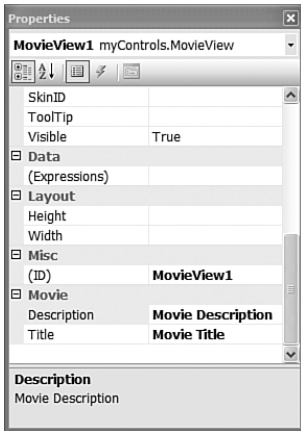 Properties
MovieView1 myControls.MovieView
SkinID
ToolTip
Visible True
Data
(Expressions)
Layout
Height
Width
Misc
(ID) MovieView1
Movie
Description Movie Description
Title Movie Title
Description
Movie Description